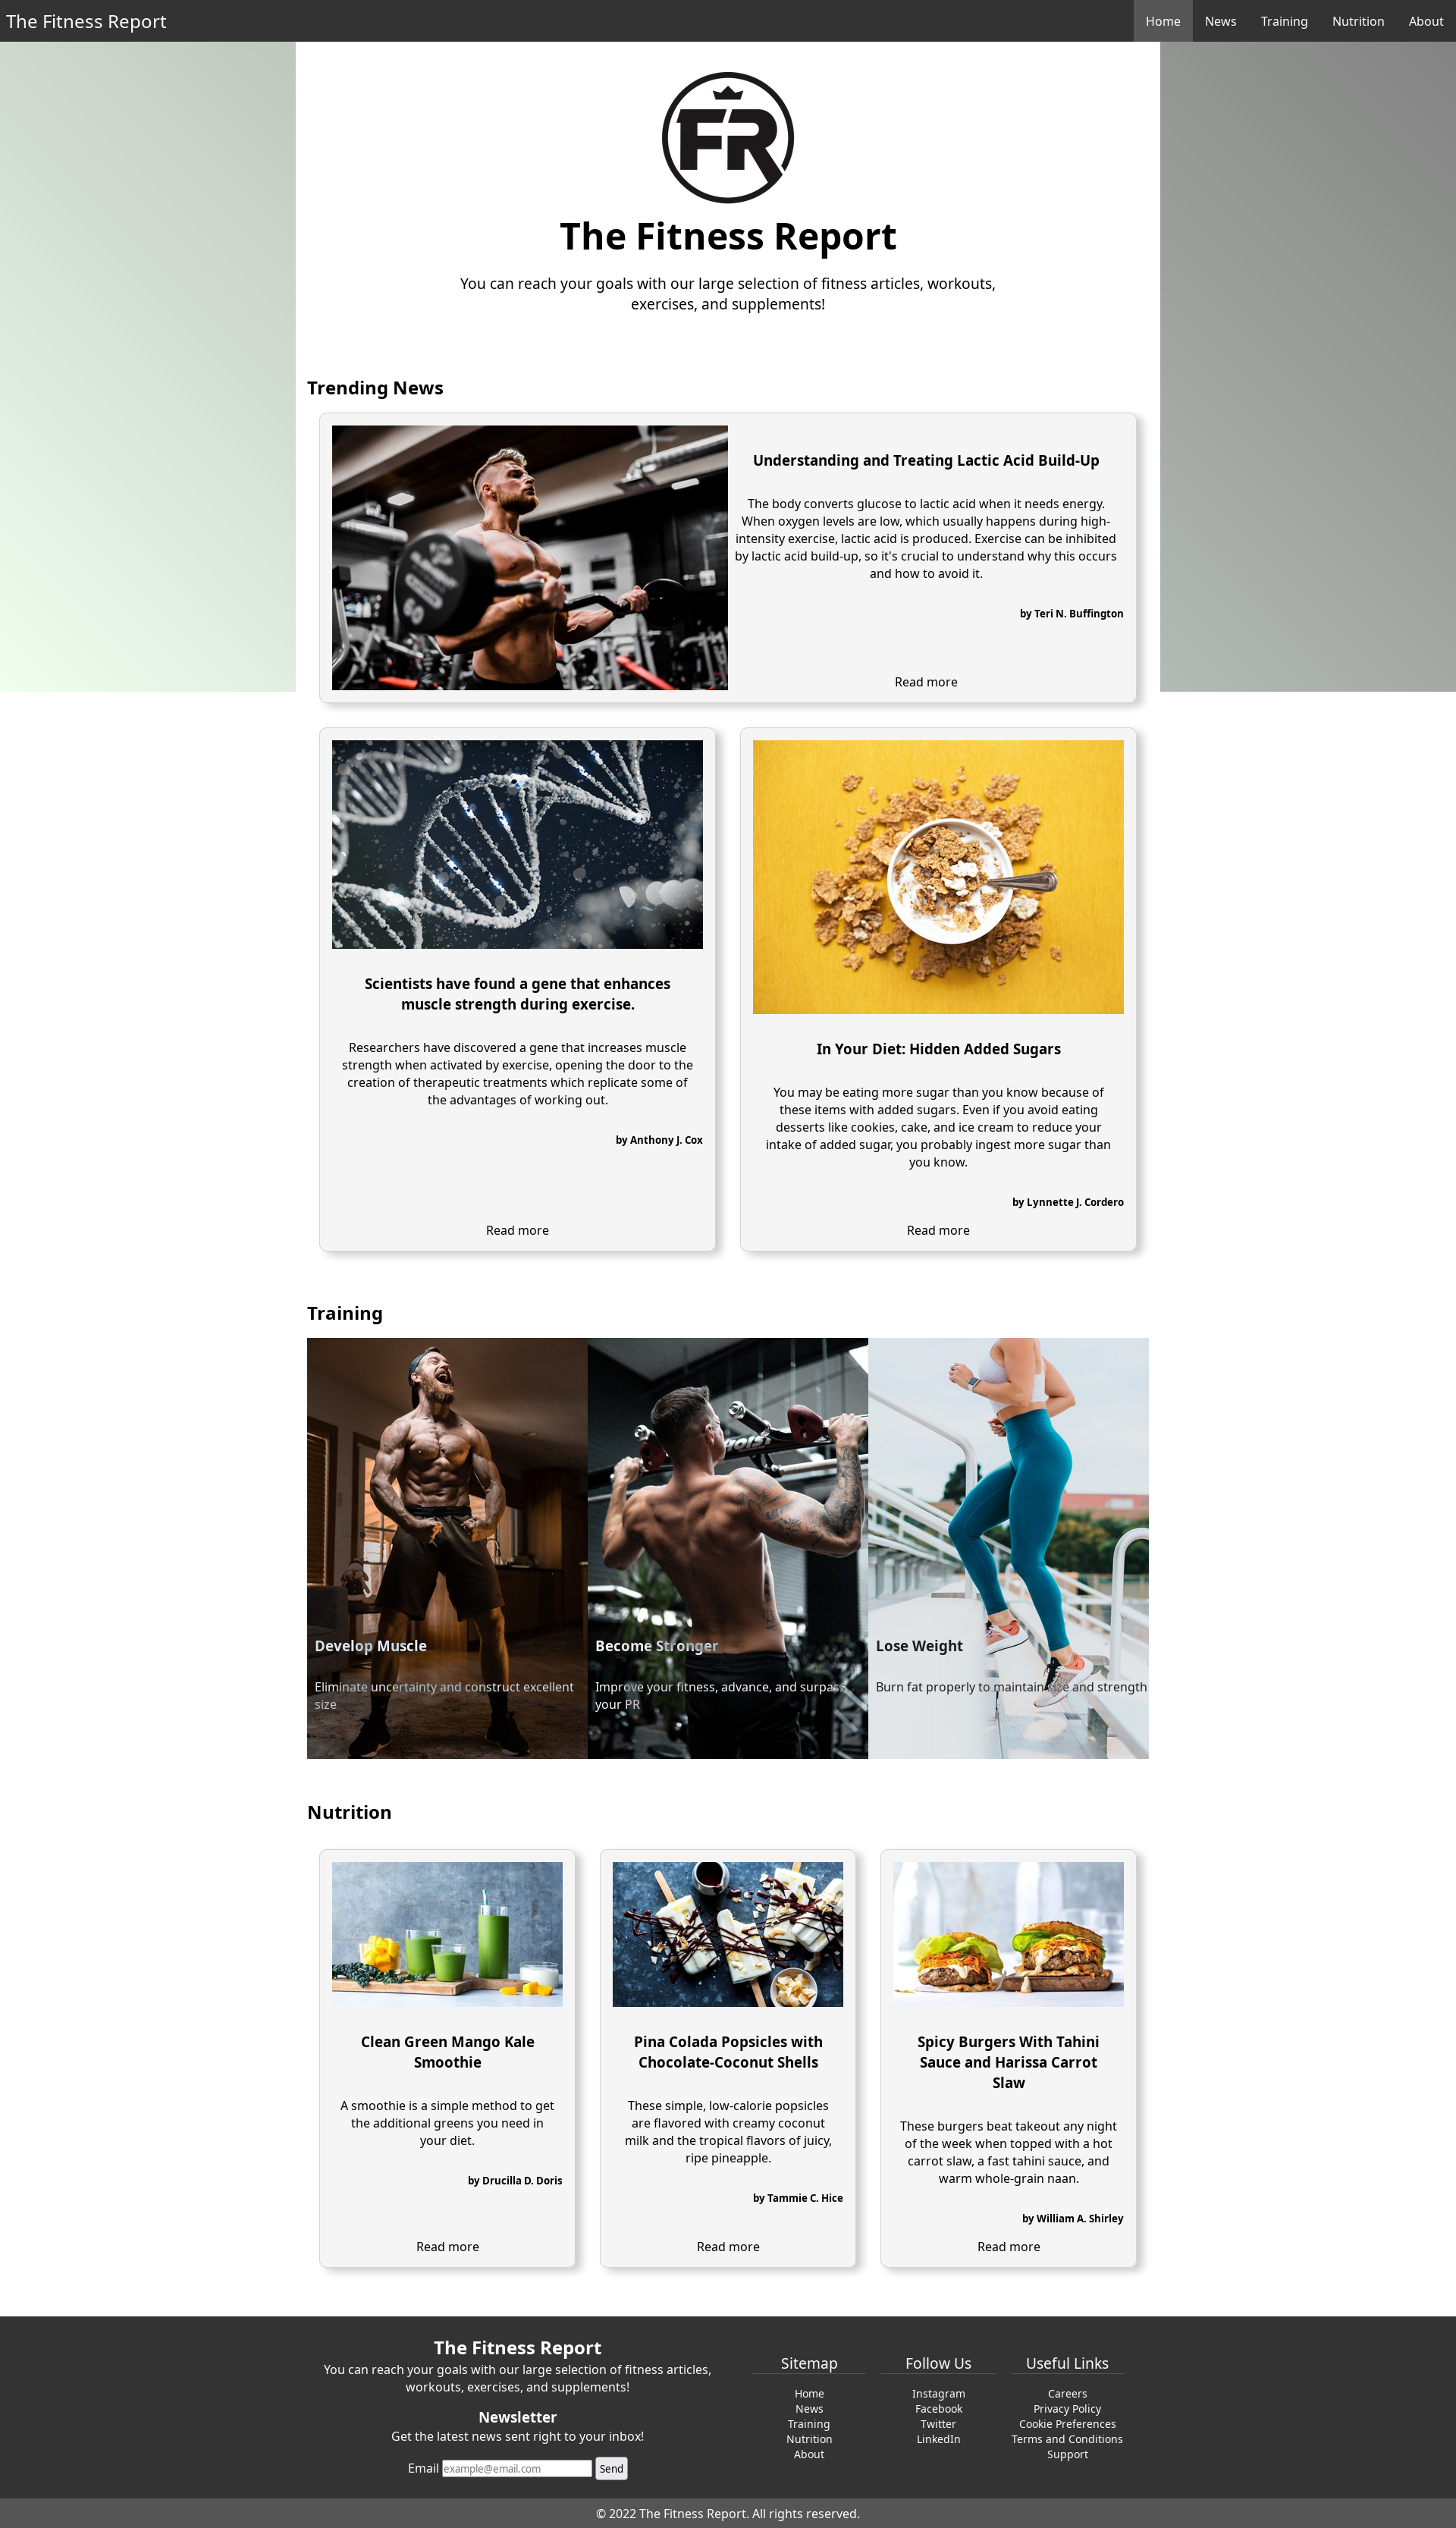 The Fitness Report
Home News Training Nutrition About
FR
The Fitness Report
You can reach your goals with our large selection of fitness articles, workouts,
exercises, and supplements!
Trending News
Understanding and Treating Lactic Acid Build-Up
The body converts glucose to lactic acid when it needs energy.
When oxygen levels are low, which usually happens during high-
intensity exercise, lactic acid is produced. Exercise can be inhibited
by lactic acid build-up, so it's crucial to understand why this occurs
and how to avoid it.
by Teri N. Buffington
Read more
Scientists have found a gene that enhances
muscle strength during exercise.
Researchers have discovered a gene that increases muscle
strength when activated by exercise, opening the door to the
creation of therapeutic treatments which replicate some of
the advantages of working out.
by Anthony J. Cox
Read more
In Your Diet: Hidden Added Sugars
You may be eating more sugar than you know because of
these items with added sugars. Even if you avoid eating
desserts like cookies, cake, and ice cream to reduce your
intake of added sugar, you probably ingest more sugar than
you know.
by Lynnette J. Cordero
Read more
Training
Develop Muscle
Eliminate uncertainty and construct excellent
size
Become Stronger
Improve your fitness, advance, and surpass
your PR
Lose Weight
Burn fat properly to maintain size and strength
Nutrition
Clean Green Mango Kale
Smoothie
A smoothie is a simple method to get
the additional greens you need in
your diet.
by Drucilla D. Doris
Read more
Pina Colada Popsicles with
Chocolate-Coconut Shells
These simple, low-calorie popsicles
are flavored with creamy coconut
milk and the tropical flavors of juicy,
ripe pineapple.
by Tammie C. Hice
Read more
Spicy Burgers With Tahini
Sauce and Harissa Carrot
Slaw
These burgers beat takeout any night
of the week when topped with a hot
carrot slaw, a fast tahini sauce, and
warm whole-grain naan.
by William A. Shirley
Read more
The Fitness Report
You can reach your goals with our large selection of fitness articles,
workouts, exercises, and supplements!
Newsletter
Get the latest news sent right to your inbox!
Email example@email.com Send
Sitemap
Home
News
Training
Nutrition
About
Follow Us
Instagram
Facebook
Twitter
LinkedIn
Useful Links
Careers
Privacy Policy
Cookie Preferences
Terms and Conditions
Support
© 2022 The Fitness Report. All rights reserved.